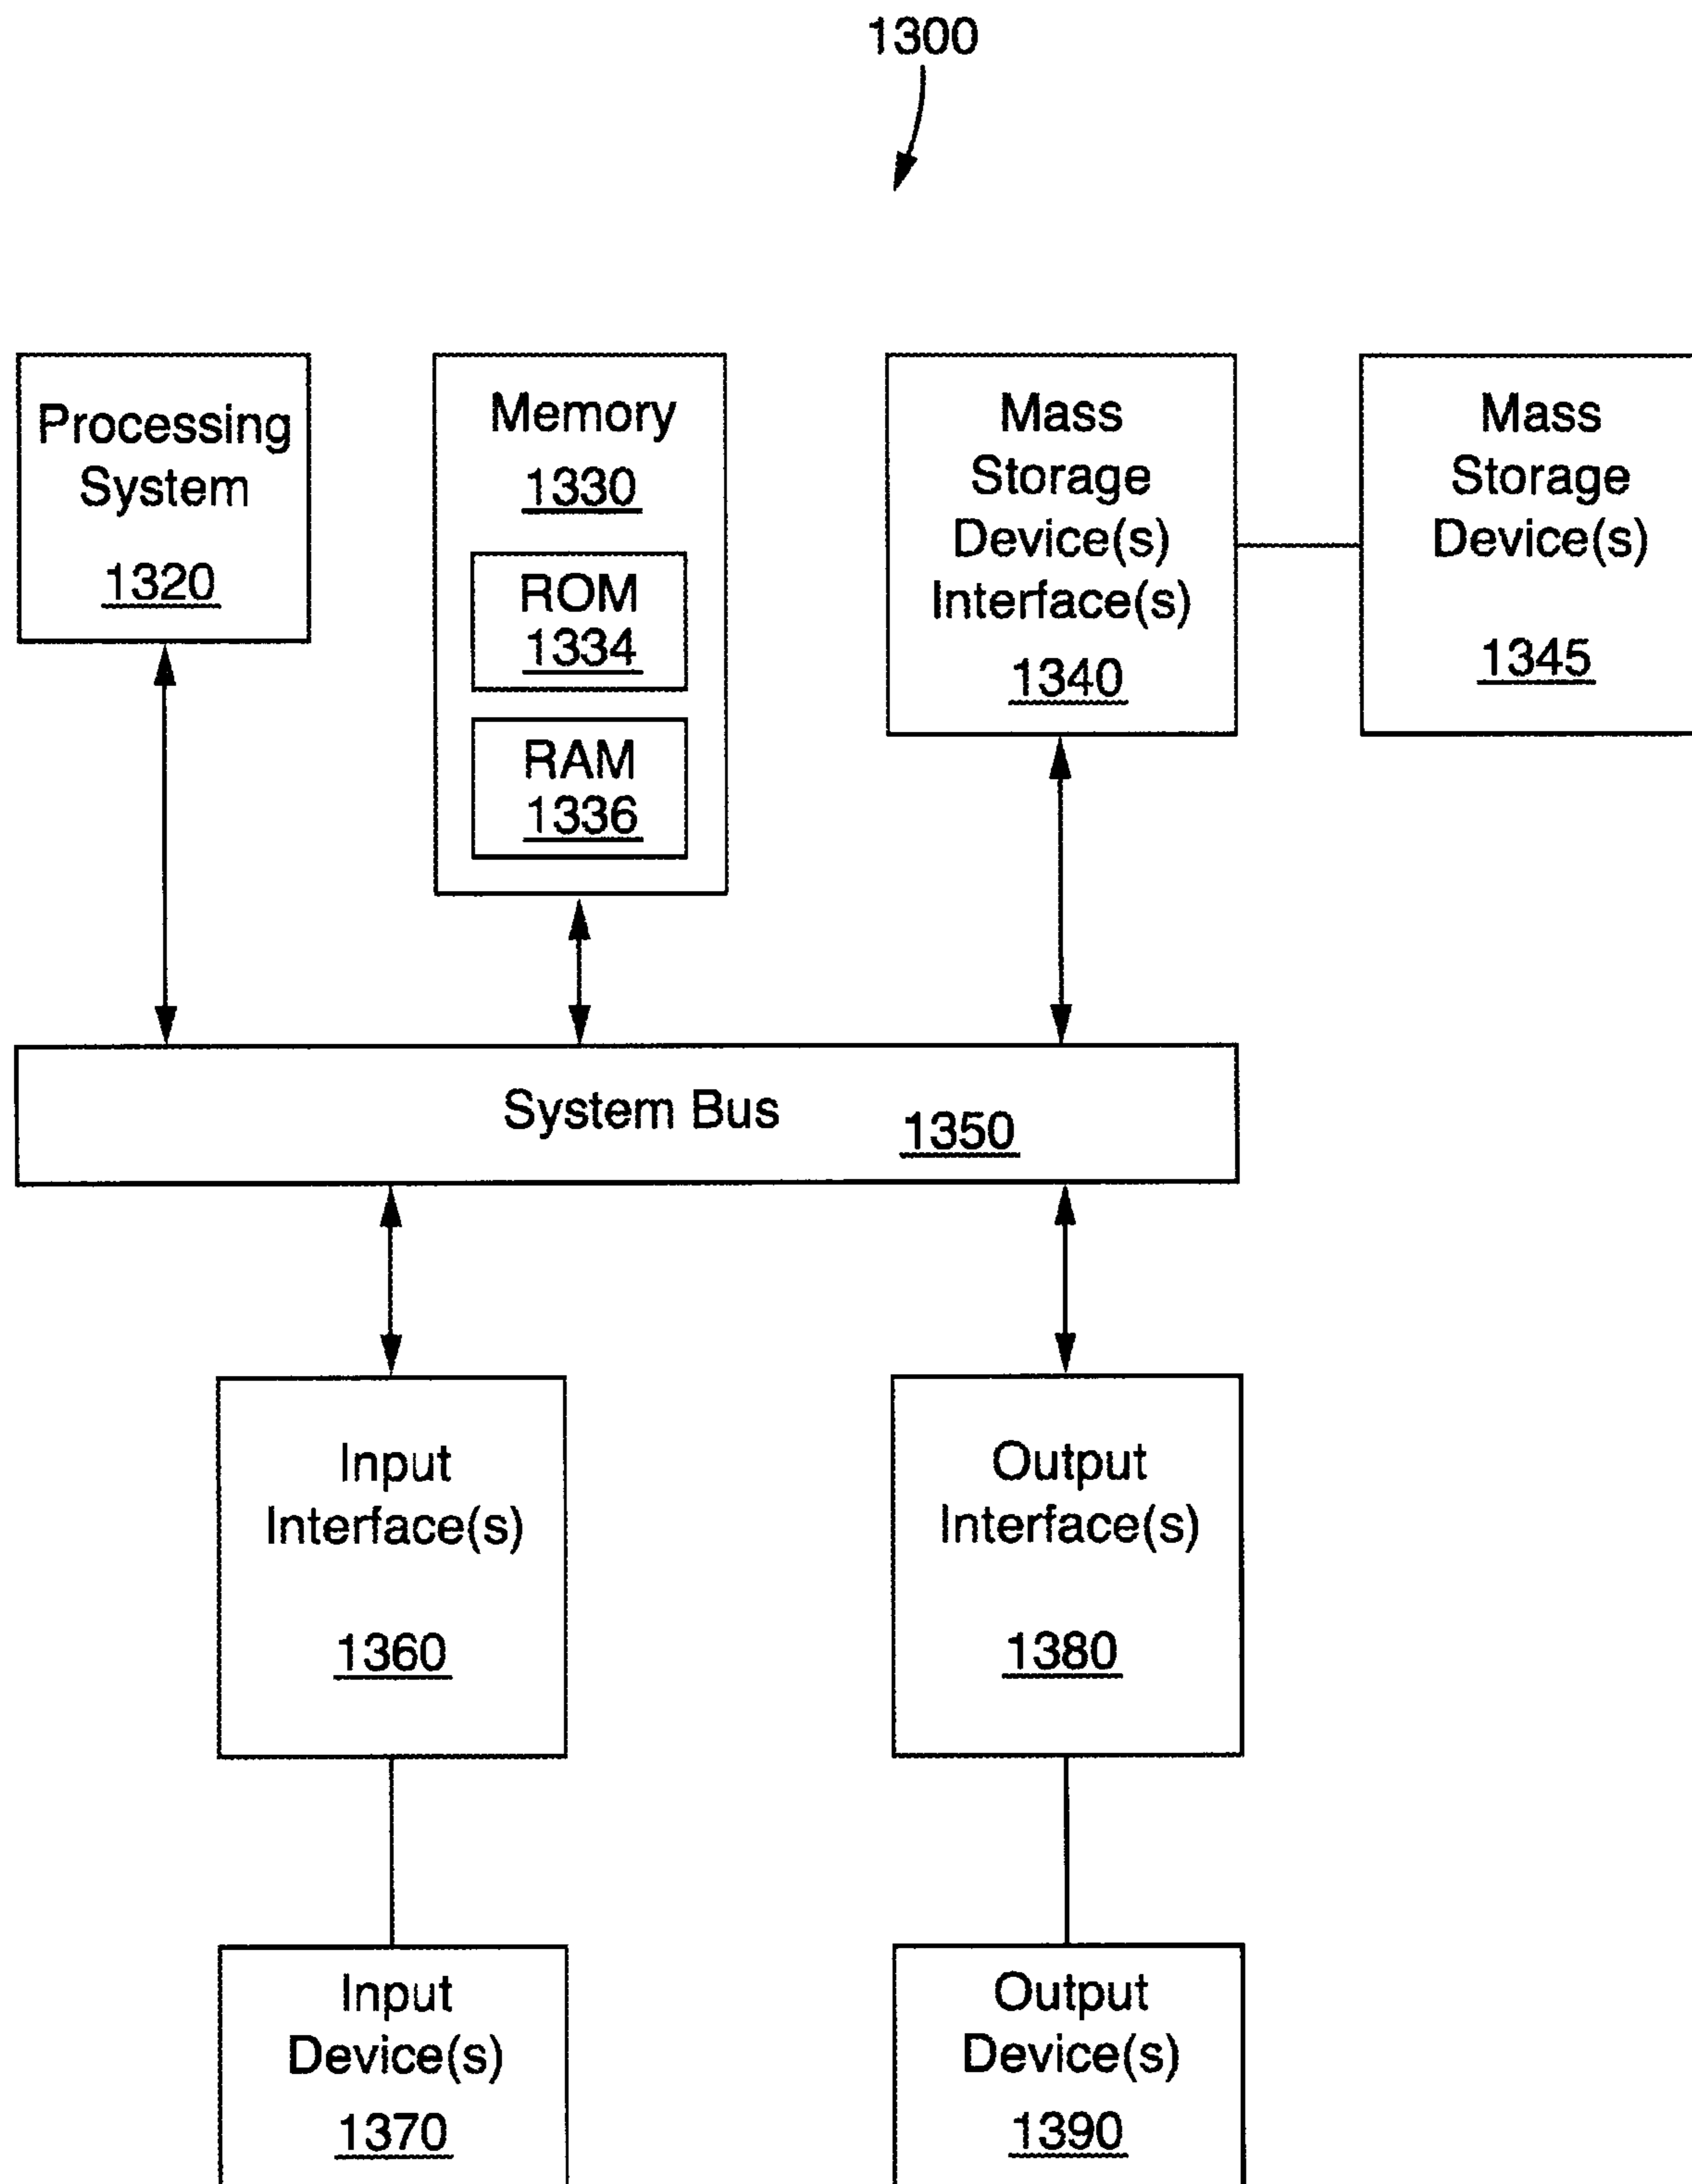 1300
Processing
System
1320
Memory
1330
ROM
1334
RAM
1336
Mass
Storage
Device(s)
Interface(s)
1340
Mass
Storage
Device(s)
1345
System Bus 1350
Input
Interface(s)
1360
Output
Interface(s)
1380
Input
Device(s)
1370
Output
Device(s)
1390